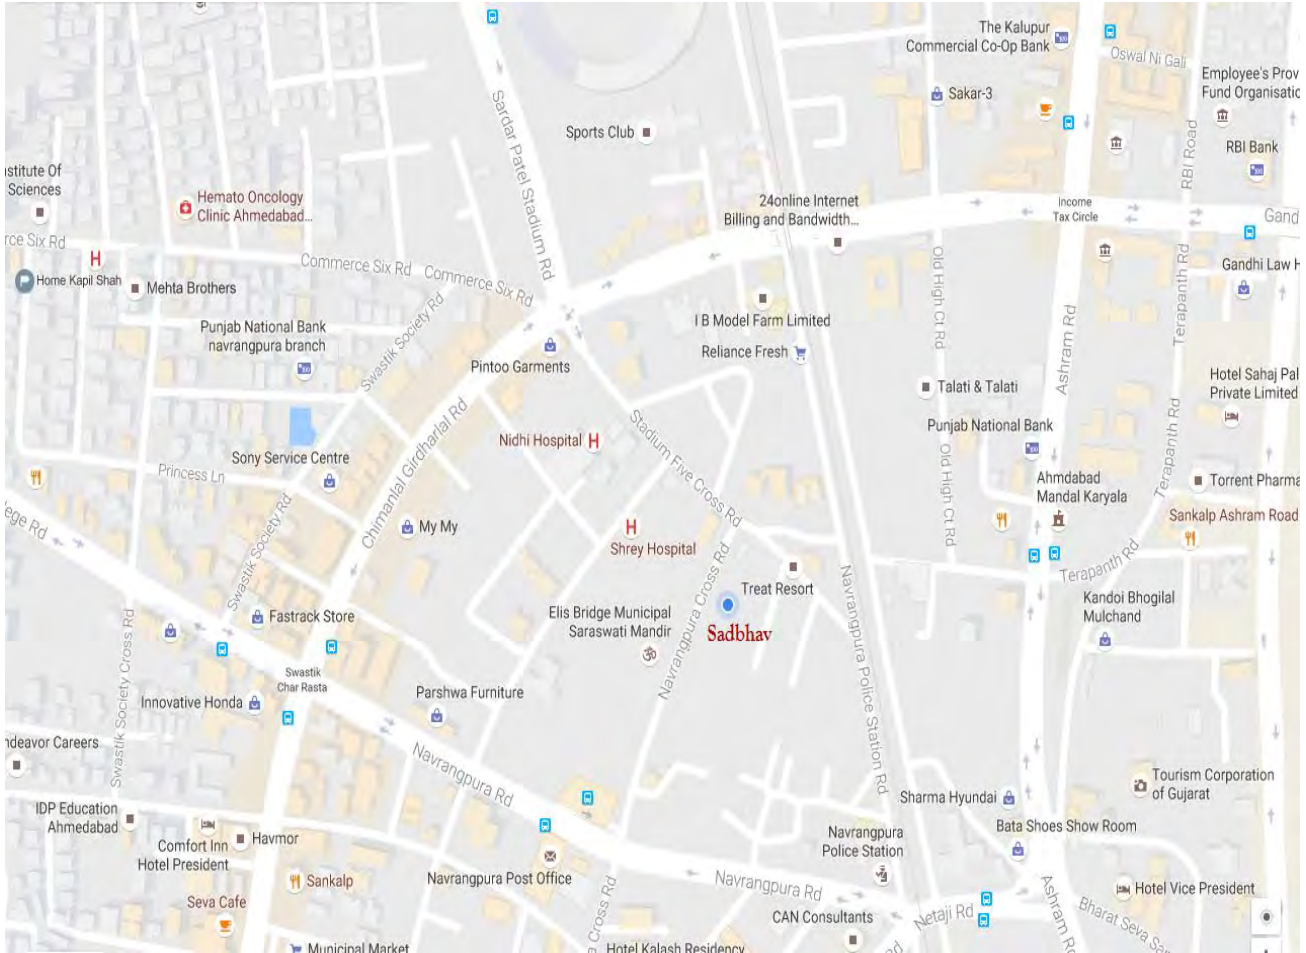 The Kalupur
Commercial Co-Op Bank
Oswal Ni Gali
Employee's Prov
Fund Organisatic
Sakar-3
Sports Club
RBI Road
RBI Bank
Sardar Patel Stadium Rd
nstitute Of
Sciences
Hemato Oncology
Clinic Ahmedabad...
24online Internet
Billing and Bandwidth...
Income
Tax Circle
Gand
rce Six Rd
Commerce Six Rd
Commerce Six Rd
Home Kapil Shah
Mehta Brothers
Old High Ct Rd
Terapanth Rd
Gandhi Law H
I B Model Farm Limited
Punjab National Bank
navrangpura branch
Swastik Society Rd
Reliance Fresh
Pintoo Garments
Ashram Rd
Talati & Talati
Hotel Sahaj Pal
Private Limited
Chimanlal Girdharlal Rd
Stadium Five Cross Rd
Nidhi Hospital
Punjab National Bank
Terapanth Rd
Sony Service Centre
Princess Ln
Old High Ct Rd
Ahmdabad
Mandal Karyala
Torrent Pharma
ege Rd
My My
Sankalp Ashram Road
Swastik Society Rd
Shrey Hospital
Terapanth Rd
Treat Resort
Fastrack Store
Elis Bridge Municipal
Saraswati Mandir
Navrangpura Cross Rd
Sadbhav
Navrangpura Police Station Rd
Kandoi Bhogilal
Mulchand
Swastik Society Cross Rd
Swastik
Char Rasta
Innovative Honda
Parshwa Furniture
ndeavor Careers
Navrangpura Rd
Tourism Corporation
of Gujarat
Sharma Hyundai
IDP Education
Ahmedabad
Comfort Inn
Hotel President
Havmor
Navrangpura
Police Station
Bata Shoes Show Room
Sankalp
Navrangpura Post Office
Navrangpura Rd
Hotel Vice President
Seva Cafe
CAN Consultants
Netaji Rd
Ashram Rd
Bharat Seva Sa
a Cross Rd
Municipal Market
Hotel Kalash Residency
Rd